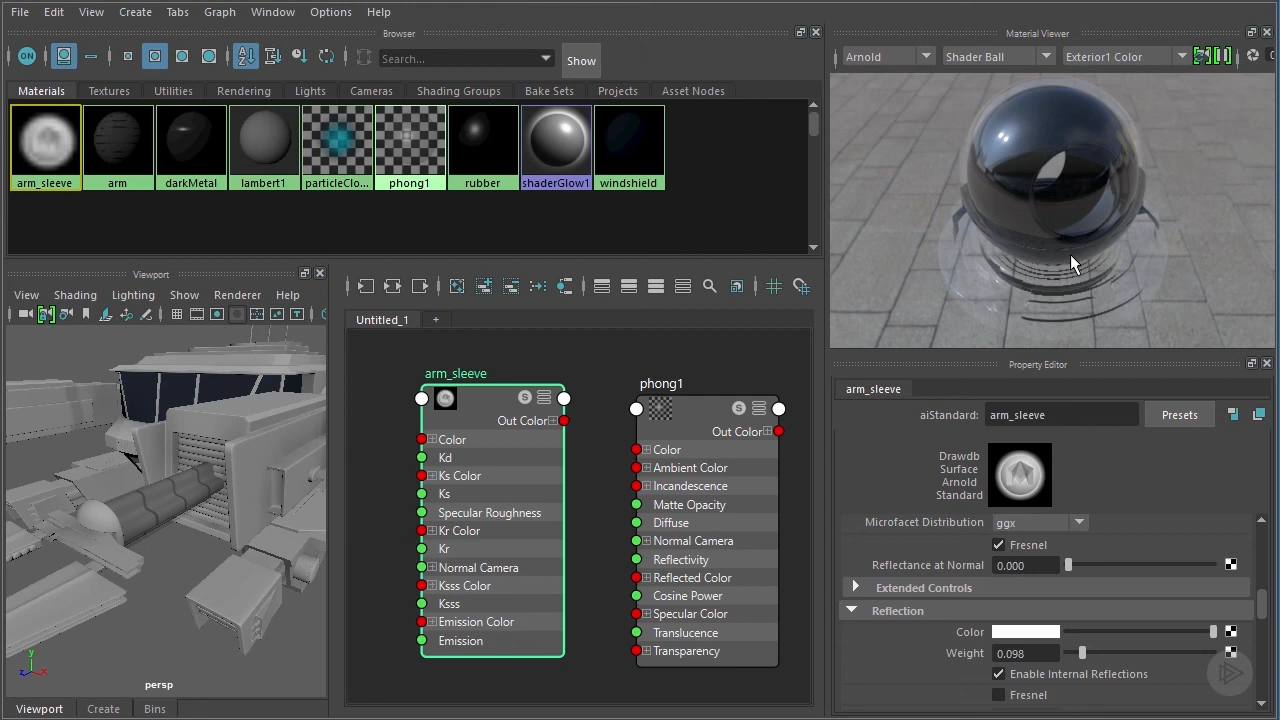 File Edit View Create Tabs Graph Window Options Help
Browser
ON
Search...
Show
Materials Textures Utilities Rendering Lights Cameras Shading Groups Bake Sets Projects Asset Nodes
arm_sleeve arm darkMetal lambert1 particleClo... phong1 rubber shaderGlow1 windshield
Viewport
View Shading Lighting Show Renderer Help
persp
Viewport Create Bins
Untitled_1 +
arm_sleeve
S
Out Color
Color
Kd
Ks Color
Ks
Specular Roughness
Kr Color
Kr
Normal Camera
Ksss Color
Ksss
Emission Color
Emission
phong1
S
Out Color
Color
Ambient Color
Incandescence
Matte Opacity
Diffuse
Normal Camera
Reflectivity
Reflected Color
Cosine Power
Specular Color
Translucence
Transparency
Material Viewer
Arnold Shader Ball Exterior1 Color
Property Editor
arm_sleeve
aiStandard: arm_sleeve Presets
Drawdb
Surface
Arnold
Standard
Microfacet Distribution ggx
Fresnel
Reflectance at Normal 0.000
Extended Controls
Reflection
Color
Weight 0.098
Enable Internal Reflections
Fresnel